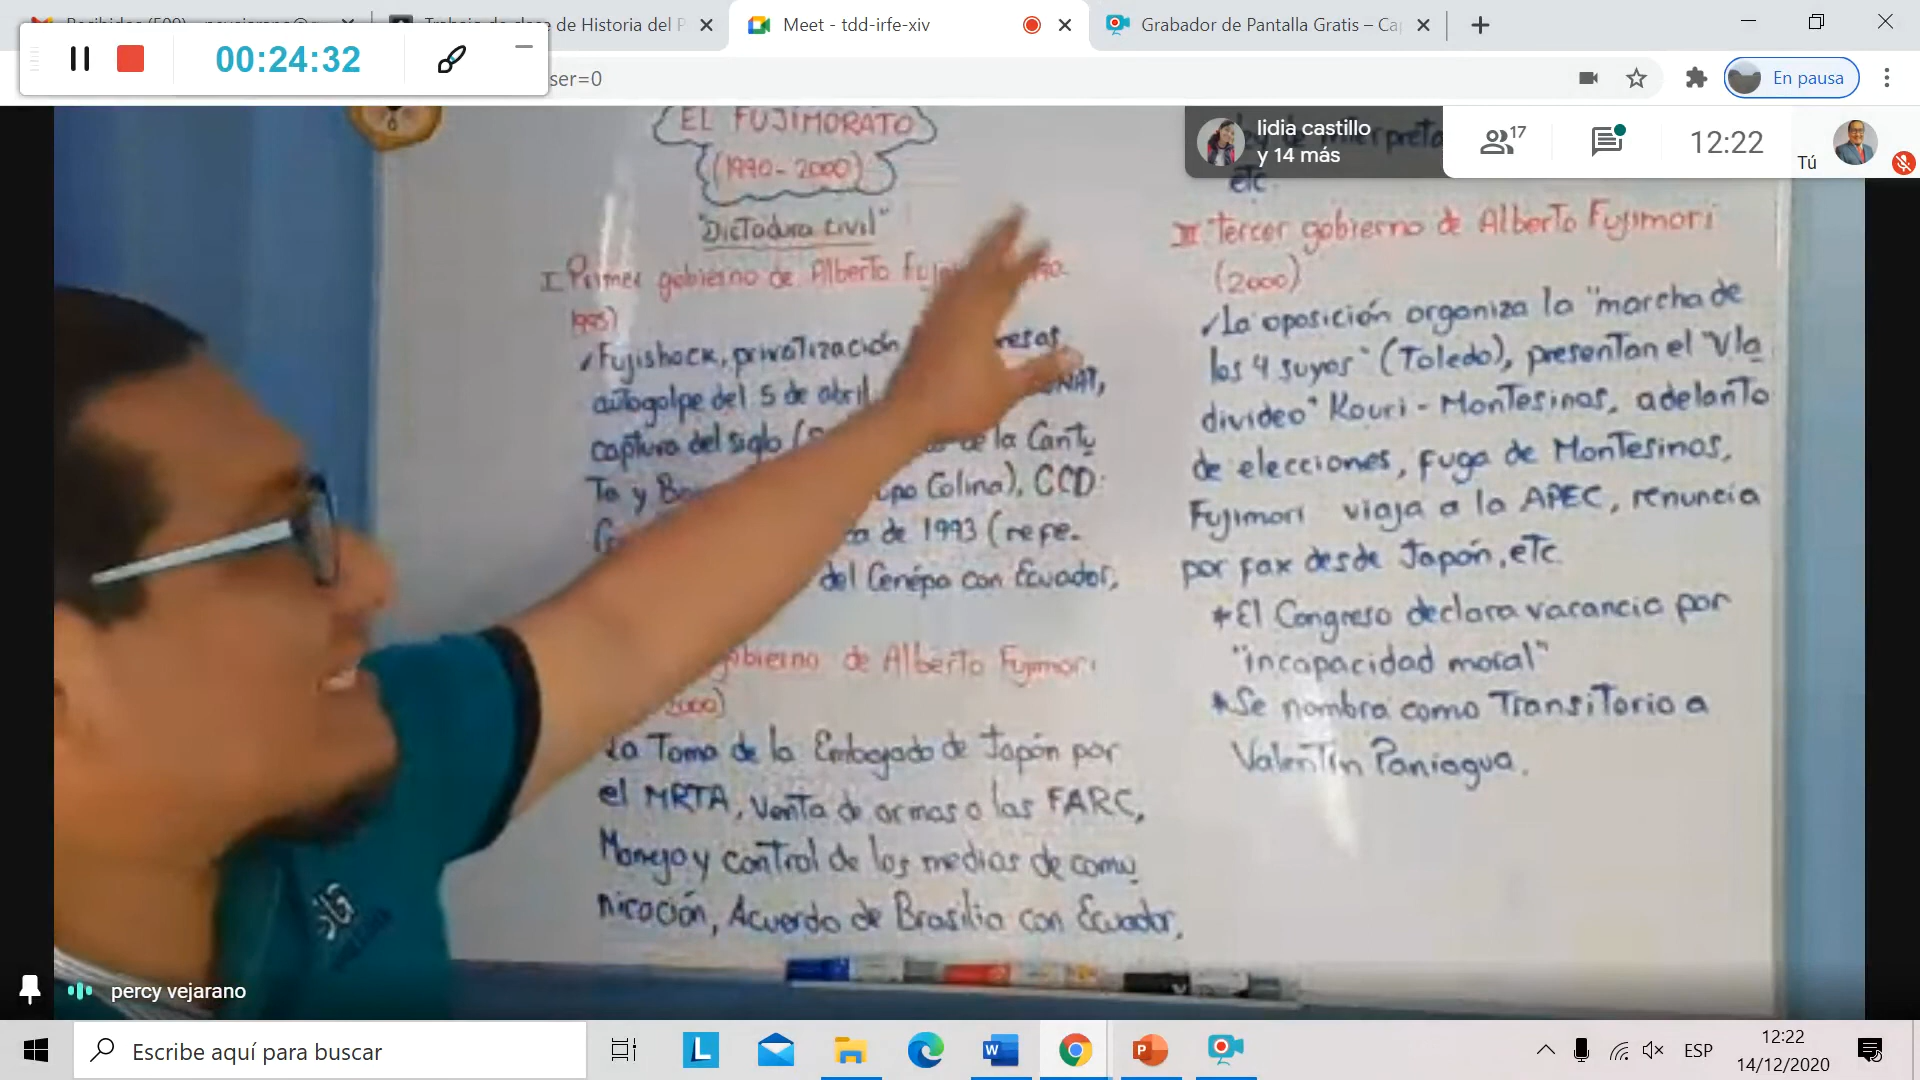 Trabajo de clase de Historia del P
Meet - tdd-irfe-xiv
Grabador de Pantalla Gratis – Ca
00:24:32
ser=0
En pausa
lidia castillo
y 14 más
17
12:22
Tú
EL FUJIMORATO
(1990-2000)
"Dictadura civil"
I Primer gobierno de Alberto
1995)
✓Fujishock, privatización
autogolpe del 5 de abril
captura del siglo de la Cantu
Ta y Colina), CCD:
de 1993 (refe-
del Cenepa con Ecuador,
gobierno de Alberto Fujimori
2000)
La Toma de la Embajada de Japón por
el MRTA, Venta de armas a las FARC,
Manejo y control de los medios de comu
nicación, Acuerdo de Brasilia con Ecuador,
etc.
III Tercer gobierno de Alberto Fujimori
(2000)
✓La oposición organiza la "marcha de
los 4 suyos" (Toledo), presentan el "Vla
divideo" Kouri - Montesinos, adelanto
de elecciones, fuga de Montesinos,
Fujimori viaja a la APEC, renuncia
por fax desde Japón, etc.
*El Congreso declara vacancia por
"incapacidad moral"
*Se nombra como Transitorio a
Valentín Paniagua.
percy vejarano
Escribe aquí para buscar
ESP
12:22
14/12/2020